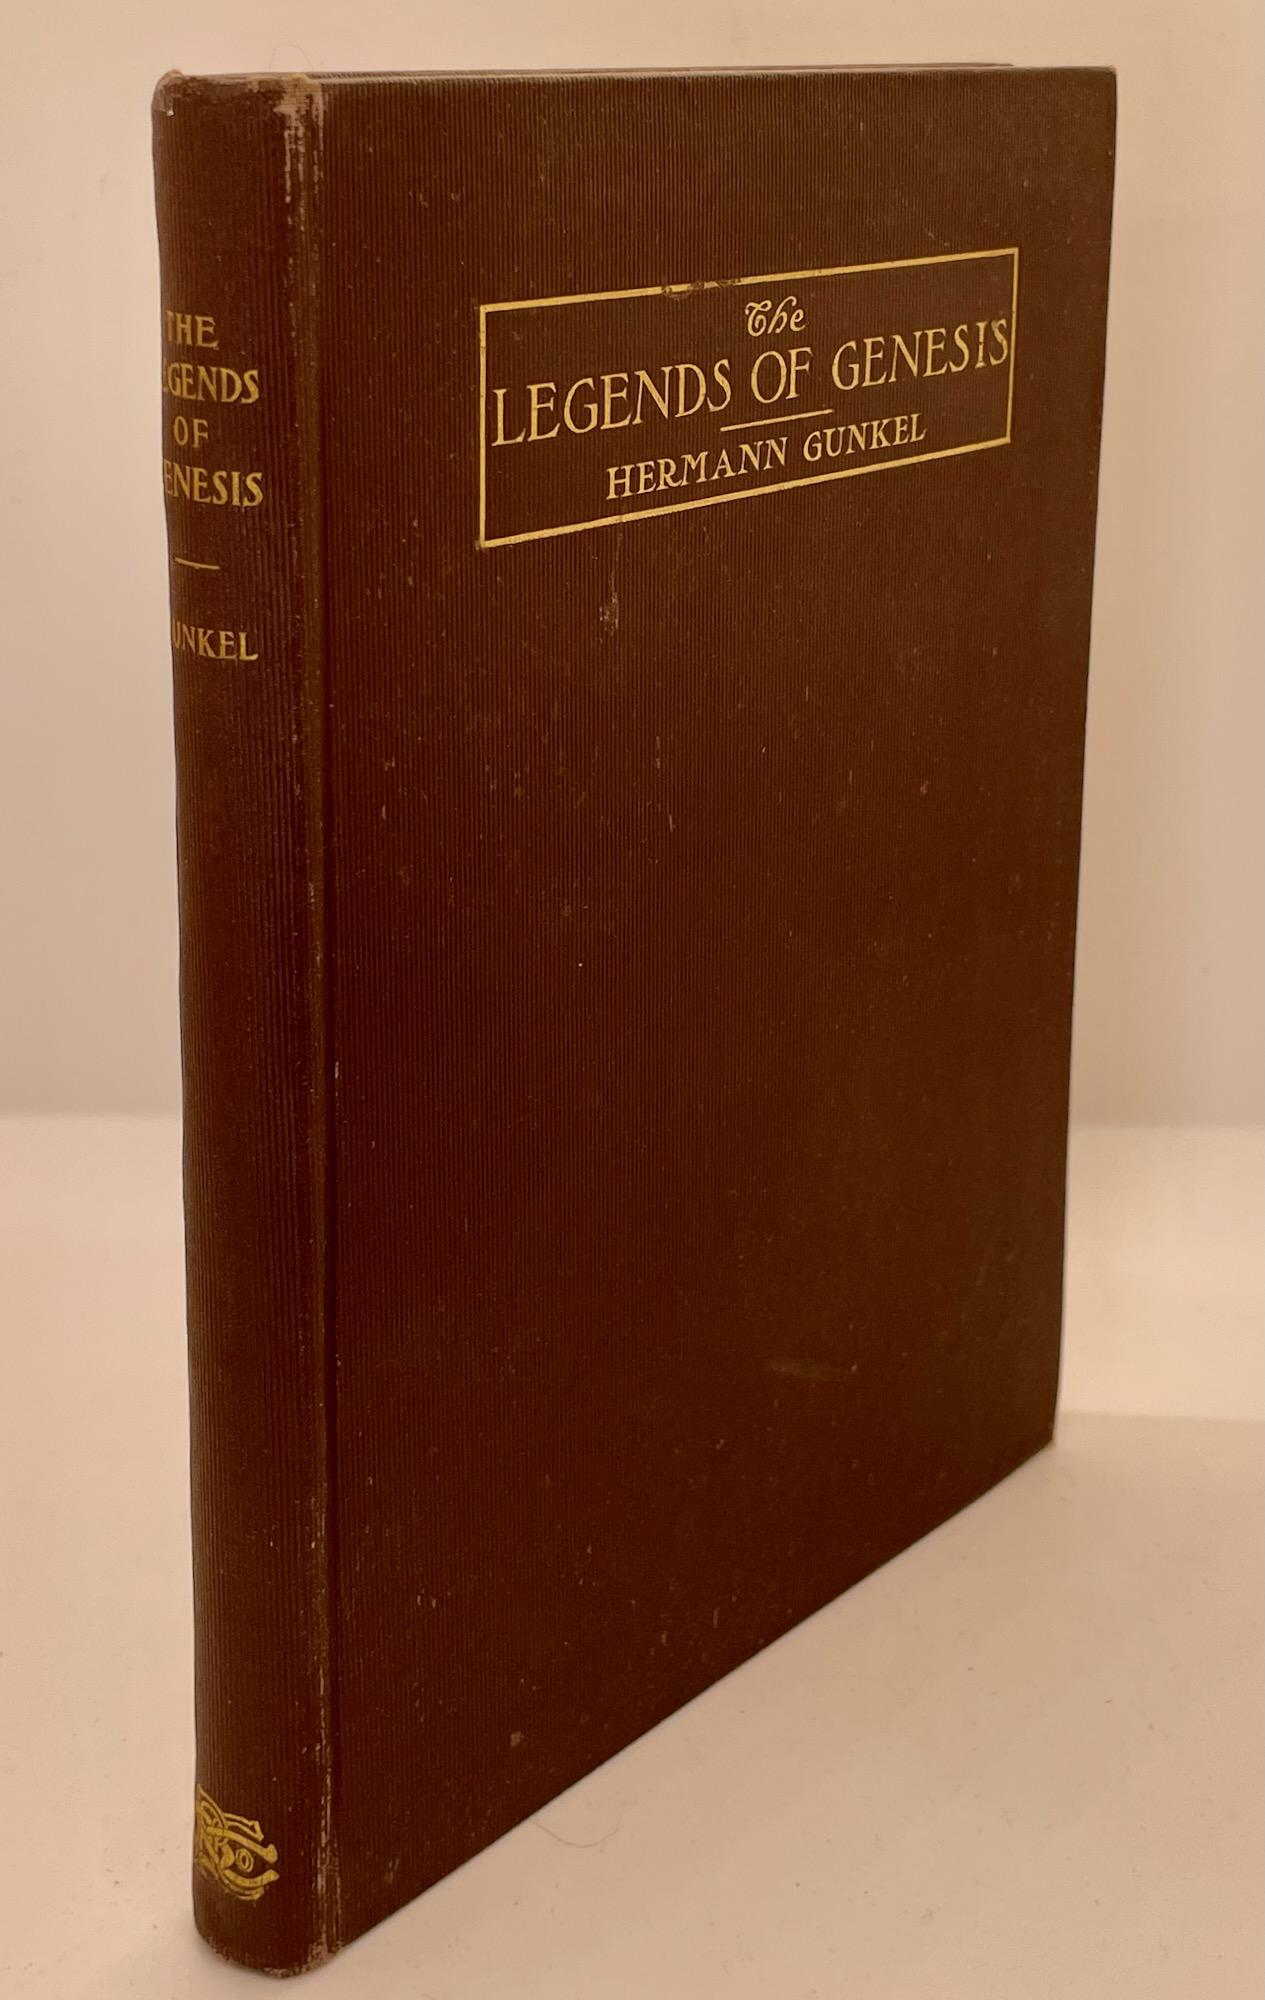 THE
LEGENDS
OF
GENESIS
GUNKEL
The
LEGENDS OF GENESIS
HERMANN GUNKEL